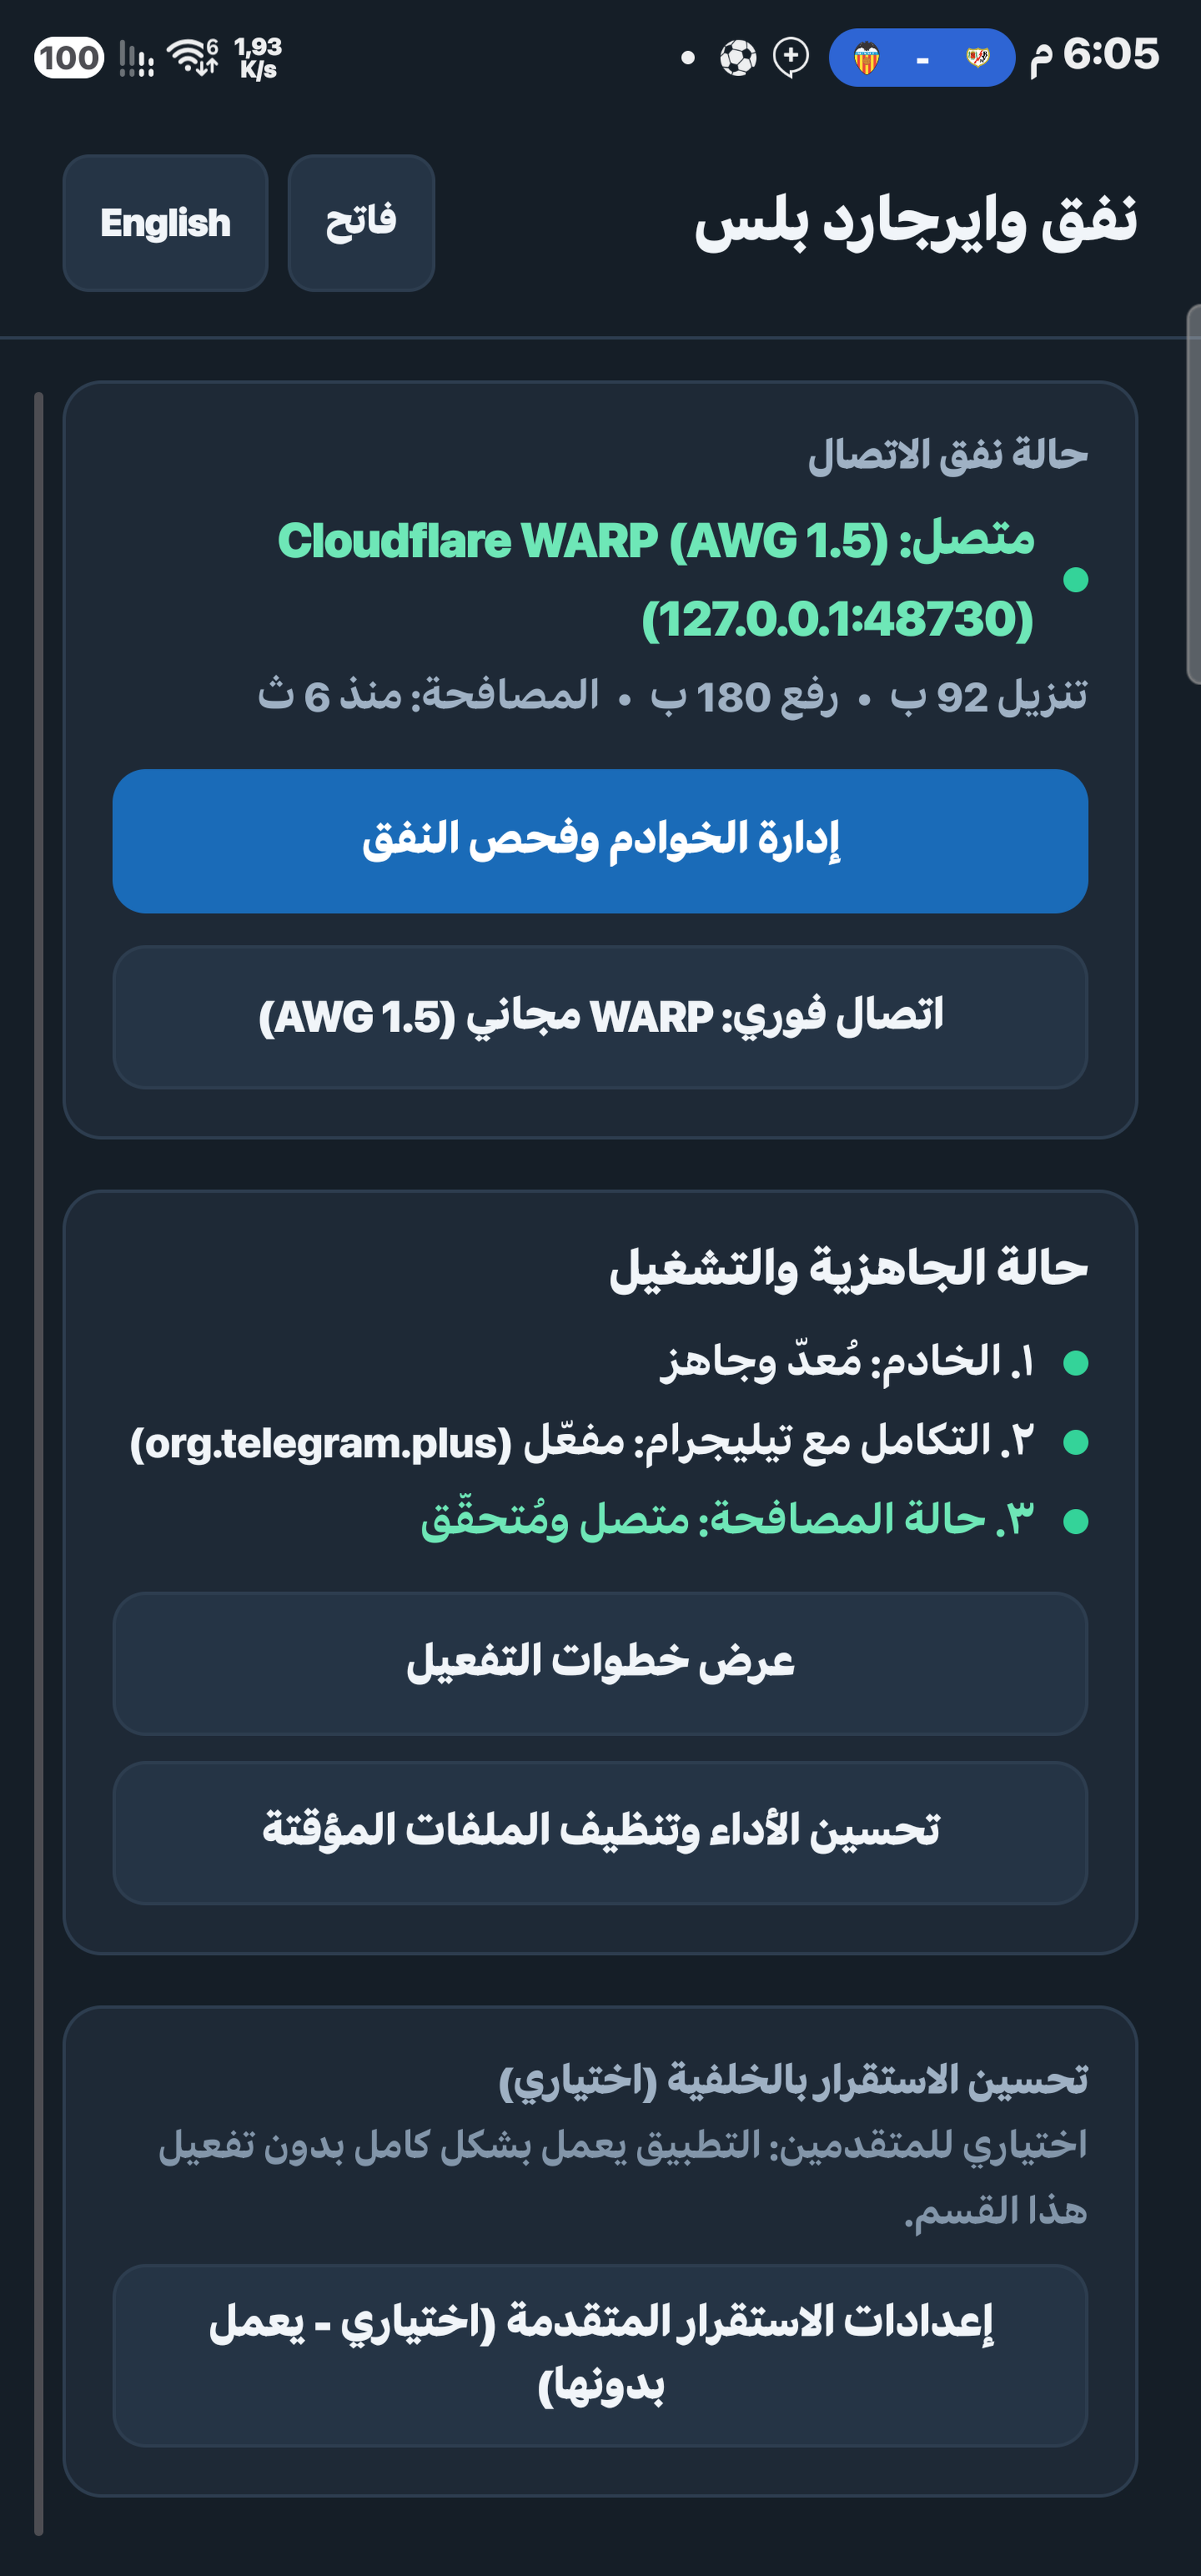 6:05 م
-
1,93 K/s
6
100
نفق وايرجارد بلس
فاتح
English
حالة نفق الاتصال
متصل: Cloudflare WARP (AWG 1.5)
(127.0.0.1:48730)
تنزيل 92 ب • رفع 180 ب • المصافحة: منذ 6 ث
إدارة الخوادم وفحص النفق
اتصال فوري: WARP مجاني (AWG 1.5)
حالة الجاهزية والتشغيل
١. الخادم: مُعدّ وجاهز
٢. التكامل مع تيليجرام: مفعّل (org.telegram.plus)
٣. حالة المصافحة: متصل ومُتحقّق
عرض خطوات التفعيل
تحسين الأداء وتنظيف الملفات المؤقتة
تحسين الاستقرار بالخلفية (اختياري)
اختياري للمتقدمين: التطبيق يعمل بشكل كامل بدون تفعيل
هذا القسم.
إعدادات الاستقرار المتقدمة (اختياري - يعمل
بدونها)